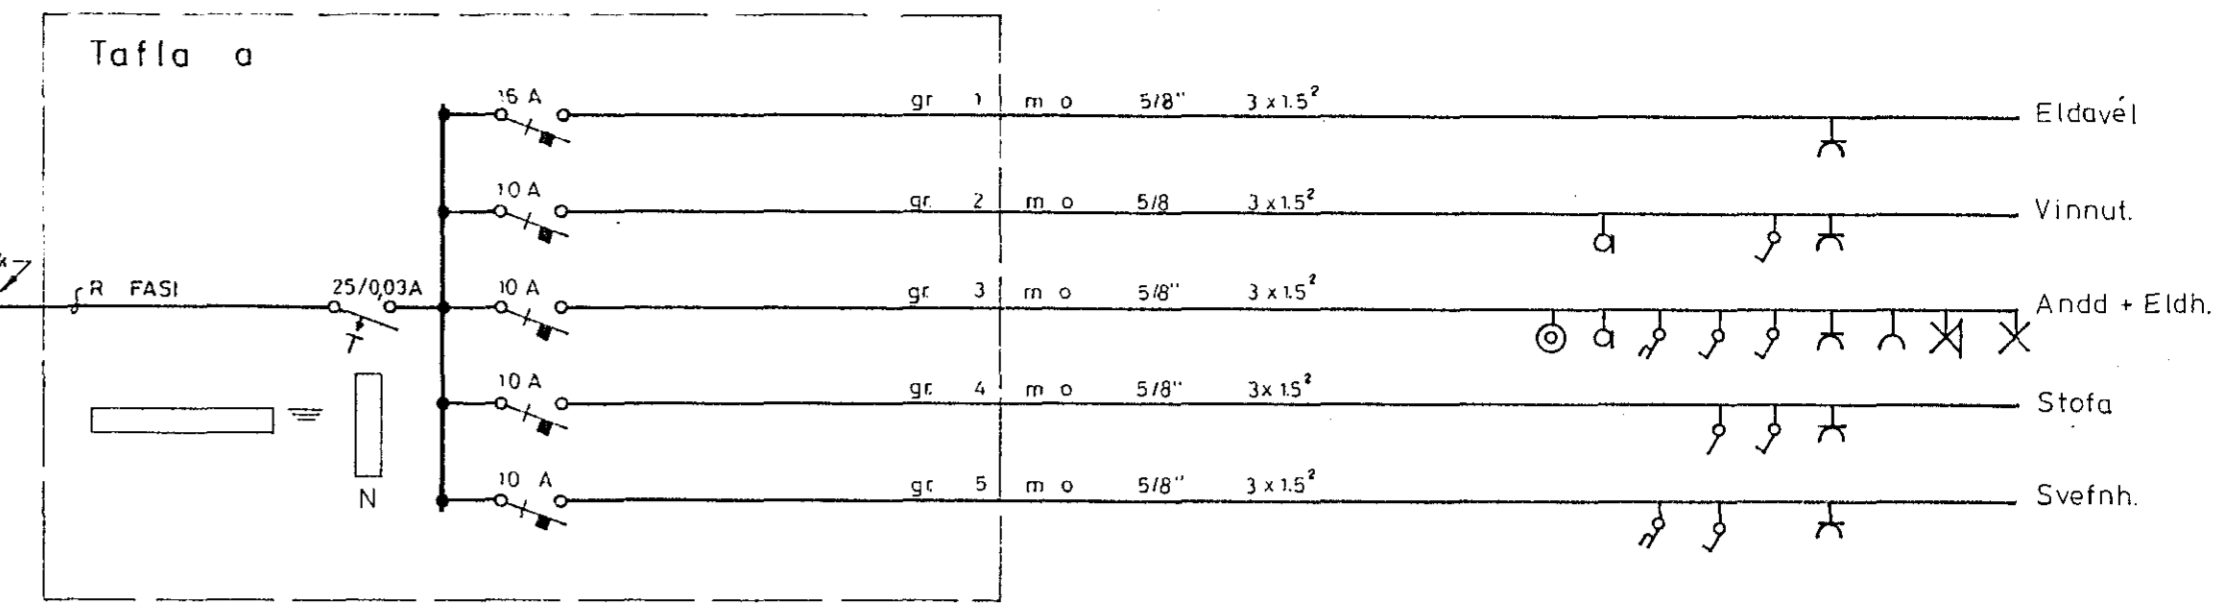 Tafla a
16 A gr 1 m o 5/8" 3 x 1.5² Eldavél
10 A gr. 2 m o 5/8 3 x 1.5² Vinnut.
R FASI 25/0,03A 10 A gr. 3 m o 5/8" 3 x 1.5² Andd + Eldh.
10 A gr. 4 m o 5/8" 3 x 1.5² Stofa
10 A gr 5 m o 5/8" 3 x 1.5² Svefnh.
N